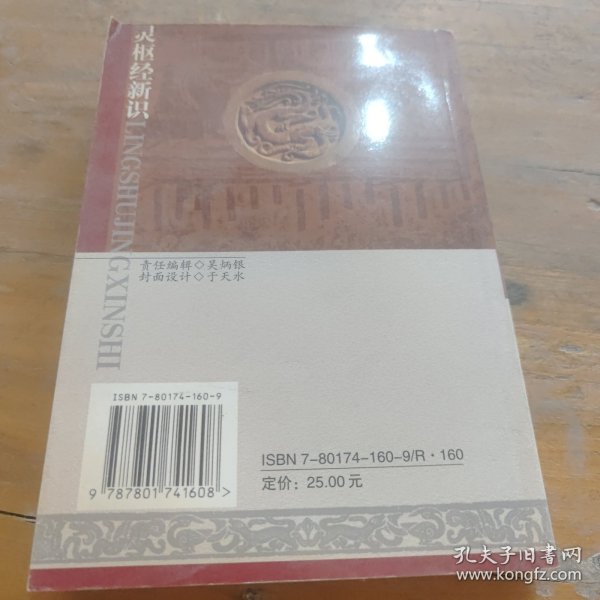 灵枢经新识
LINGSHUJINGXINSHI
责任编辑◇吴炳银
封面设计◇于天水
ISBN 7-80174-160-9
9 787801 741608 >
ISBN 7-80174-160-9/R·160
定价：25.00 元
孔夫子旧书网
www.kongfz.com